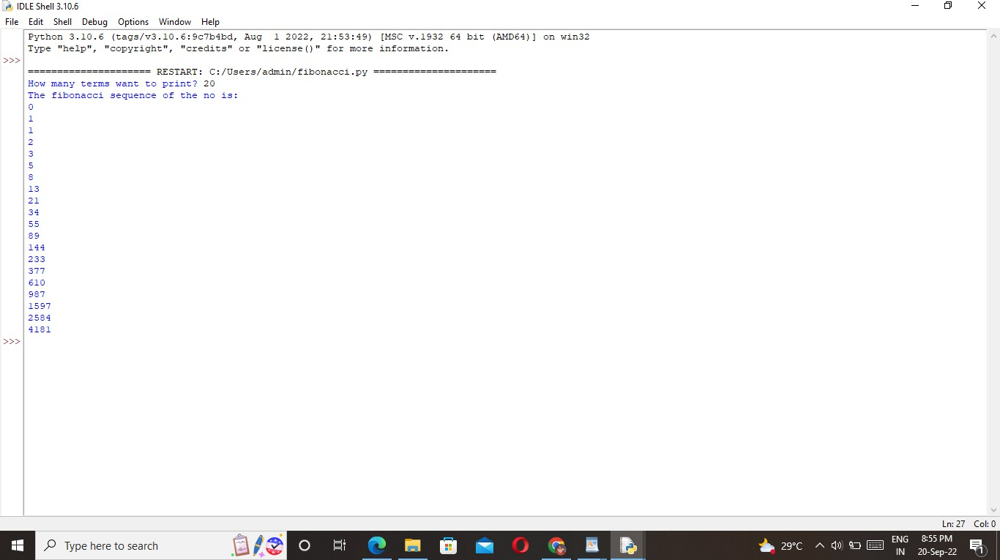 IDLE Shell 3.10.6
File Edit Shell Debug Options Window Help
Python 3.10.6 (tags/v3.10.6:9c7b4bd, Aug  1 2022, 21:53:49) [MSC v.1932 64 bit (AMD64)] on win32
Type "help", "copyright", "credits" or "license()" for more information.
>>>
===================== RESTART: C:/Users/admin/fibonacci.py =====================
How many terms want to print? 20
The fibonacci sequence of the no is:
0
1
1
2
3
5
8
13
21
34
55
89
144
233
377
610
987
1597
2584
4181
>>>
Ln: 27 Col: 0
Type here to search
29°C
ENG
IN
8:55 PM
20-Sep-22
1